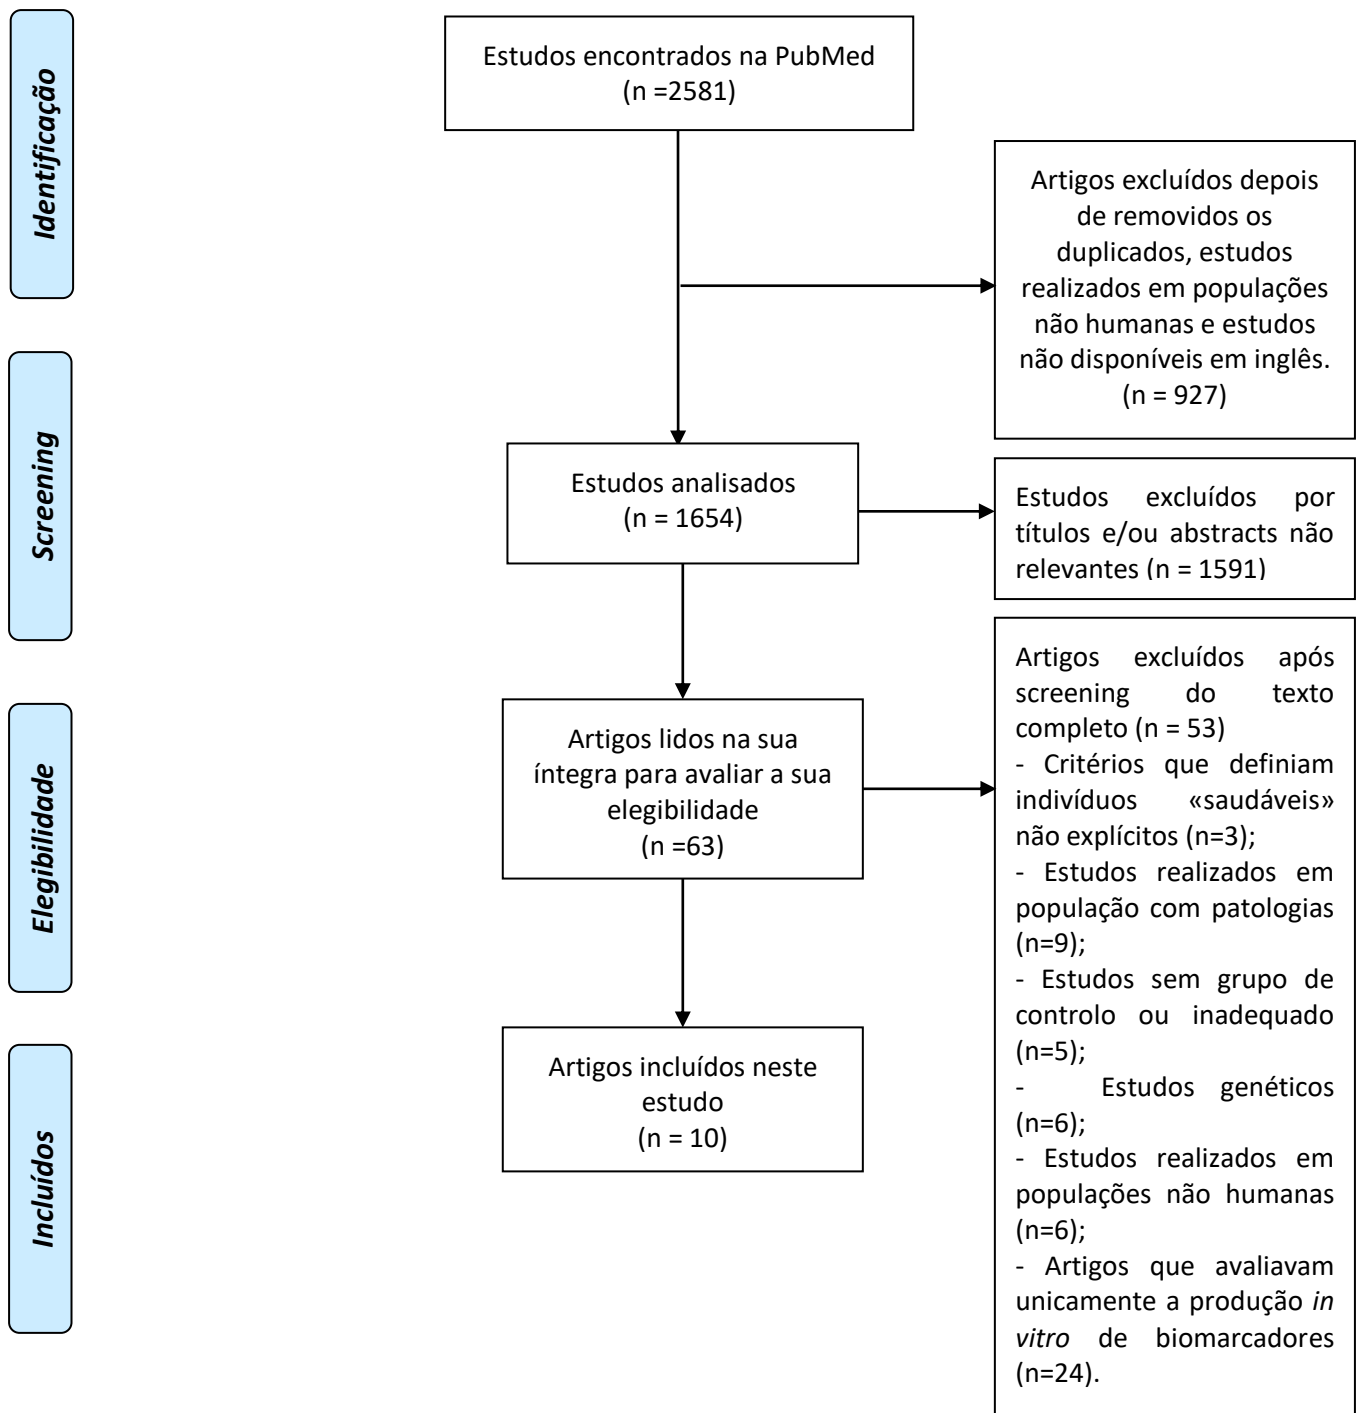 Identificação
Estudos encontrados na PubMed
(n =2581)
Artigos excluídos depois
de removidos os
duplicados, estudos
realizados em populações
não humanas e estudos
não disponíveis em inglês.
(n = 927)
Screening
Estudos analisados
(n = 1654)
Estudos excluídos por
títulos e/ou abstracts não
relevantes (n = 1591)
Elegibilidade
Artigos lidos na sua
íntegra para avaliar a sua
elegibilidade
(n =63)
Artigos excluídos após
screening do texto
completo (n = 53)
- Critérios que definiam
indivíduos «saudáveis»
não explícitos (n=3);
- Estudos realizados em
população com patologias
(n=9);
- Estudos sem grupo de
controlo ou inadequado
(n=5);
- Estudos genéticos
(n=6);
- Estudos realizados em
populações não humanas
(n=6);
- Artigos que avaliavam
unicamente a produção in
vitro de biomarcadores
(n=24).
Incluídos
Artigos incluídos neste
estudo
(n = 10)